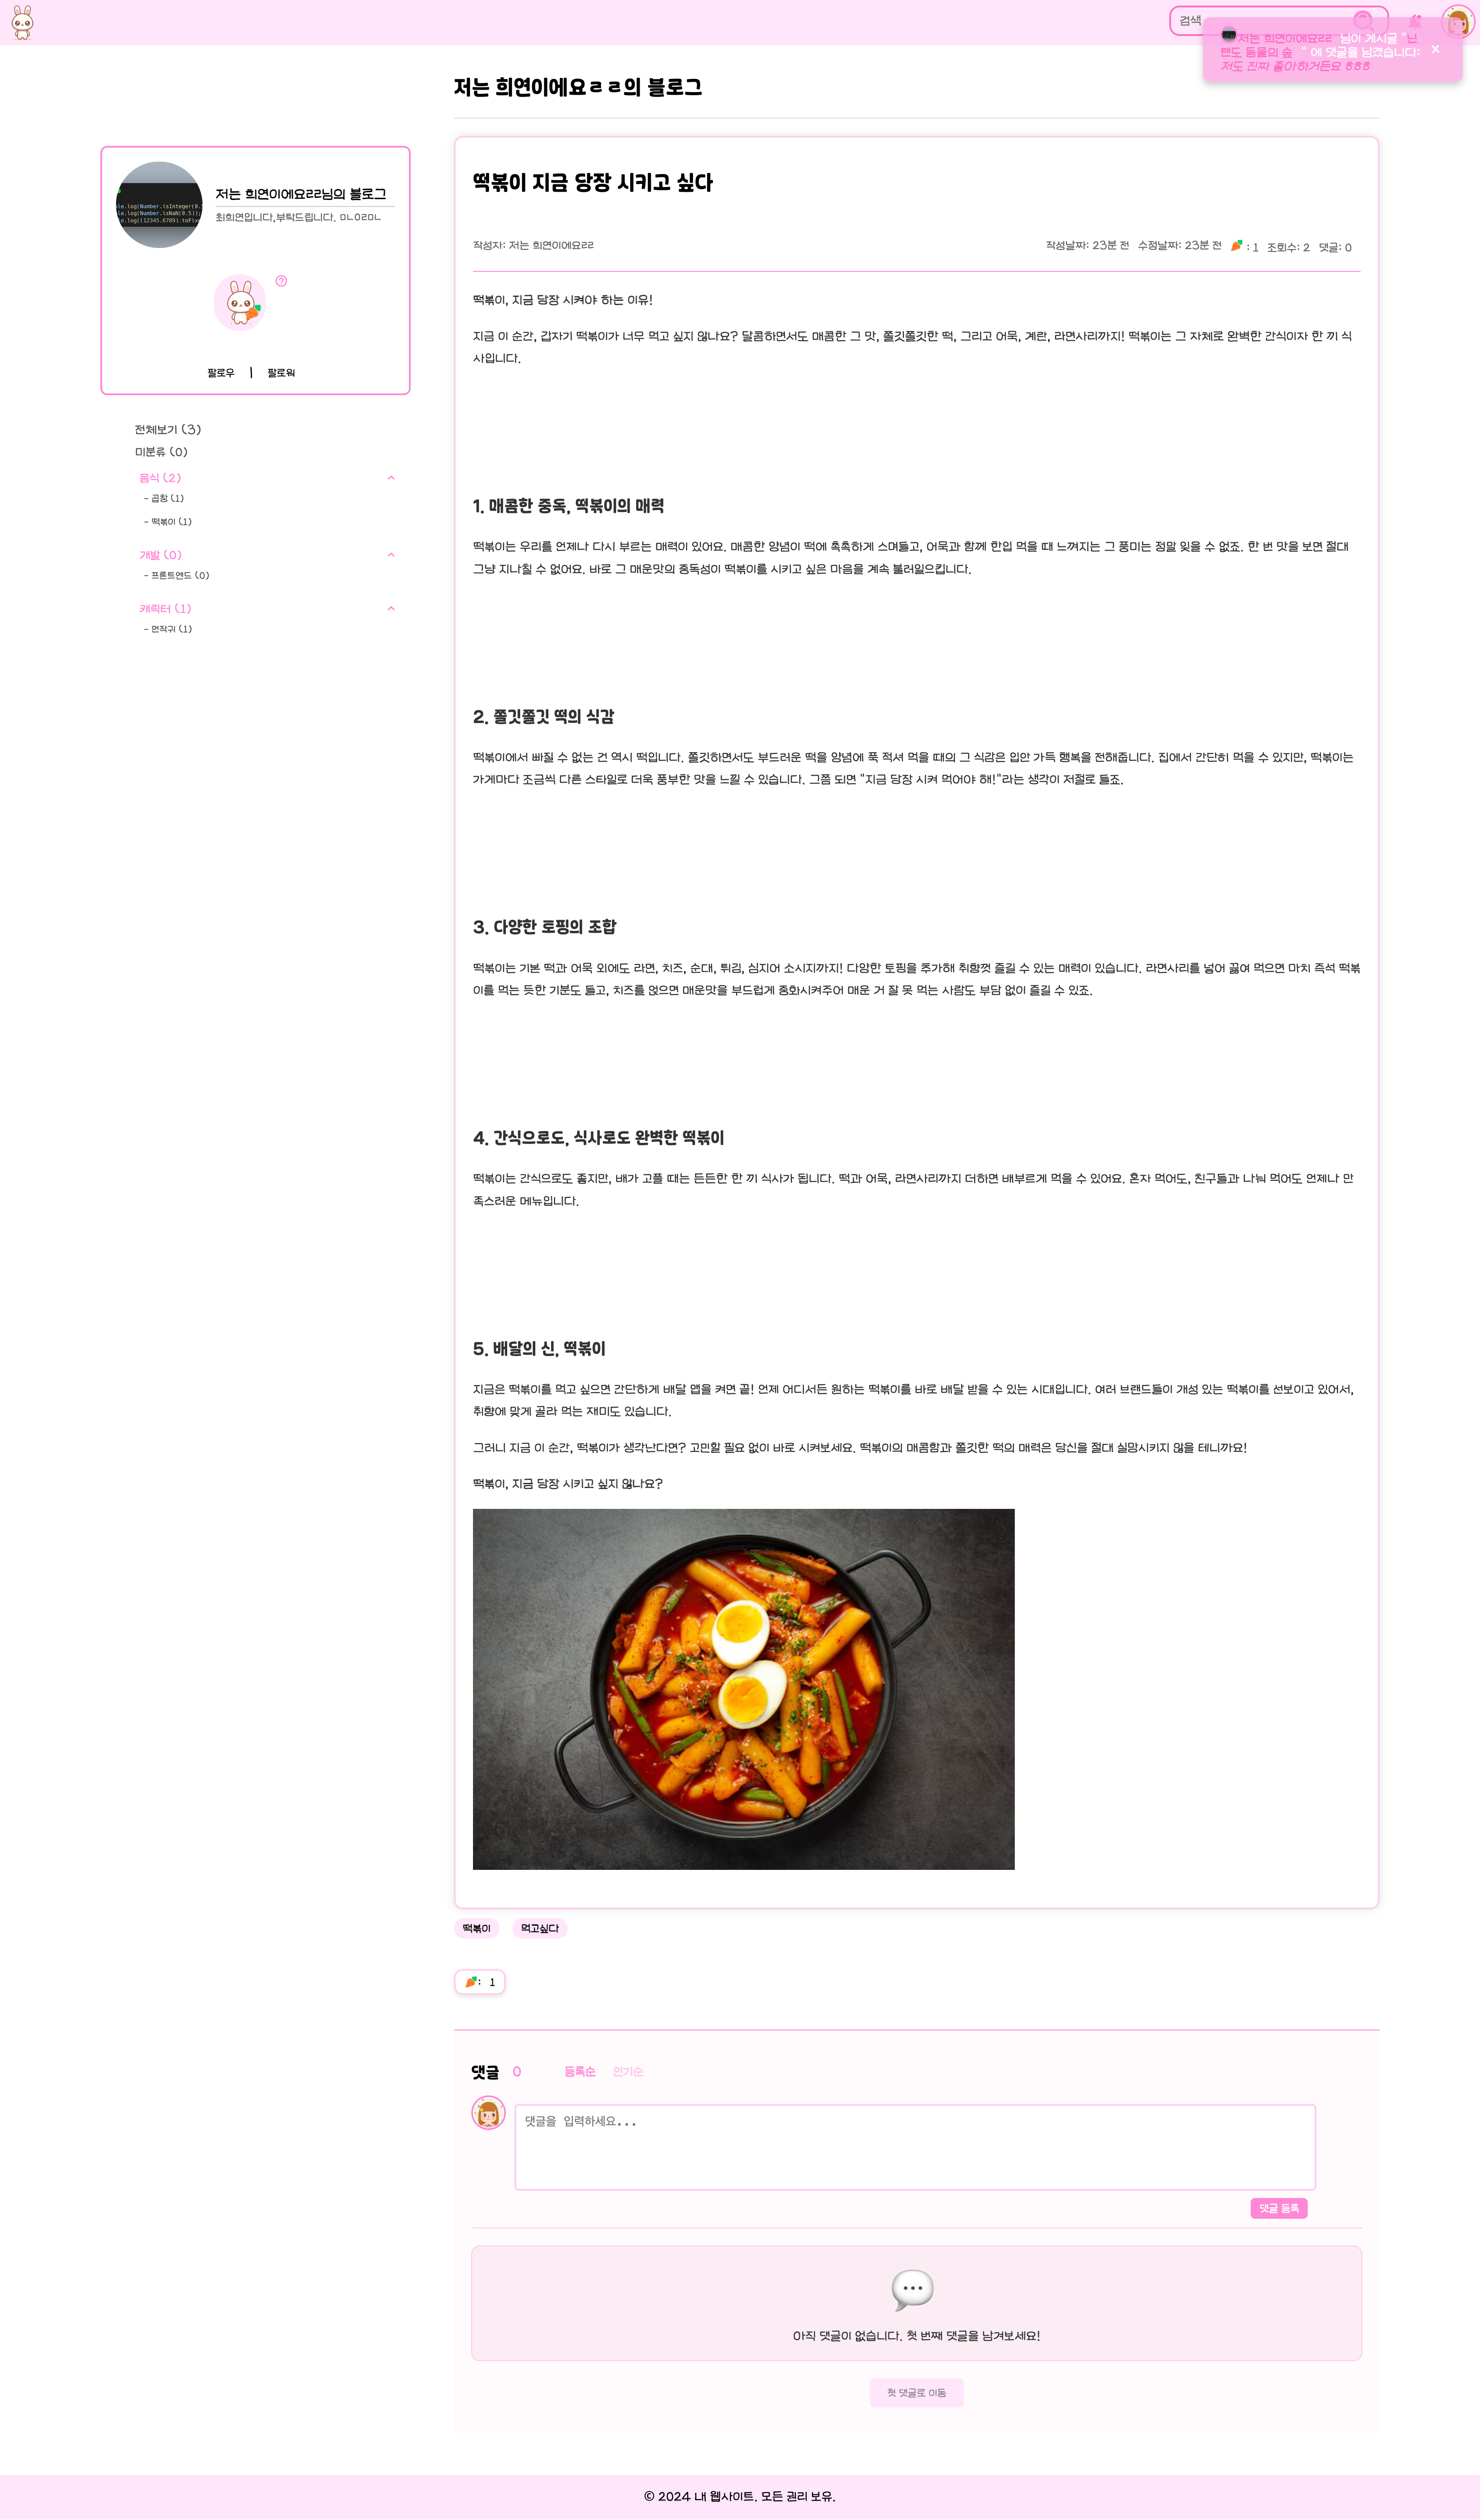 검색
저는 희연이에요ㄹㄹ 님이 게시글 "닌
텐도 동물의 숲 " 에 댓글을 남겼습니다:
저도 진짜 좋아하거든요 ㅎㅎㅎ
x
저는 희연이에요ㄹㄹ의 블로그
저는 희연이에요ㄹㄹ님의 블로그
최희연입니다,부탁드립니다. ㅁㄴㅇㄹㅁㄴ
팔로우 | 팔로워
전체보기 (3)
미분류 (0)
음식 (2)
- 곱창 (1)
- 떡볶이 (1)
개발 (0)
- 프론트엔드 (0)
캐릭터 (1)
- 먼작귀 (1)
떡볶이 지금 당장 시키고 싶다
작성자: 저는 희연이에요ㄹㄹ
작성날짜: 23분 전 수정날짜: 23분 전 : 1 조회수: 2 댓글: 0
떡볶이, 지금 당장 시켜야 하는 이유!
지금 이 순간, 갑자기 떡볶이가 너무 먹고 싶지 않나요? 달콤하면서도 매콤한 그 맛, 쫄깃쫄깃한 떡, 그리고 어묵, 계란, 라면사리까지! 떡볶이는 그 자체로 완벽한 간식이자 한 끼 식
사입니다.
1. 매콤한 중독, 떡볶이의 매력
떡볶이는 우리를 언제나 다시 부르는 매력이 있어요. 매콤한 양념이 떡에 촉촉하게 스며들고, 어묵과 함께 한입 먹을 때 느껴지는 그 풍미는 정말 잊을 수 없죠. 한 번 맛을 보면 절대
그냥 지나칠 수 없어요. 바로 그 매운맛의 중독성이 떡볶이를 시키고 싶은 마음을 계속 불러일으킵니다.
2. 쫄깃쫄깃 떡의 식감
떡볶이에서 빠질 수 없는 건 역시 떡입니다. 쫄깃하면서도 부드러운 떡을 양념에 푹 적셔 먹을 때의 그 식감은 입안 가득 행복을 전해줍니다. 집에서 간단히 먹을 수 있지만, 떡볶이는
가게마다 조금씩 다른 스타일로 더욱 풍부한 맛을 느낄 수 있습니다. 그쯤 되면 "지금 당장 시켜 먹어야 해!"라는 생각이 저절로 들죠.
3. 다양한 토핑의 조합
떡볶이는 기본 떡과 어묵 외에도 라면, 치즈, 순대, 튀김, 심지어 소시지까지! 다양한 토핑을 추가해 취향껏 즐길 수 있는 매력이 있습니다. 라면사리를 넣어 끓여 먹으면 마치 즉석 떡볶
이를 먹는 듯한 기분도 들고, 치즈를 얹으면 매운맛을 부드럽게 중화시켜주어 매운 거 잘 못 먹는 사람도 부담 없이 즐길 수 있죠.
4. 간식으로도, 식사로도 완벽한 떡볶이
떡볶이는 간식으로도 좋지만, 배가 고플 때는 든든한 한 끼 식사가 됩니다. 떡과 어묵, 라면사리까지 더하면 배부르게 먹을 수 있어요. 혼자 먹어도, 친구들과 나눠 먹어도 언제나 만
족스러운 메뉴입니다.
5. 배달의 신, 떡볶이
지금은 떡볶이를 먹고 싶으면 간단하게 배달 앱을 켜면 끝! 언제 어디서든 원하는 떡볶이를 바로 배달 받을 수 있는 시대입니다. 여러 브랜드들이 개성 있는 떡볶이를 선보이고 있어서,
취향에 맞게 골라 먹는 재미도 있습니다.
그러니 지금 이 순간, 떡볶이가 생각난다면? 고민할 필요 없이 바로 시켜보세요. 떡볶이의 매콤함과 쫄깃한 떡의 매력은 당신을 절대 실망시키지 않을 테니까요!
떡볶이, 지금 당장 시키고 싶지 않나요?
떡볶이 먹고싶다
: 1
댓글 0 등록순 인기순
댓글을 입력하세요...
댓글 등록
아직 댓글이 없습니다. 첫 번째 댓글을 남겨보세요!
첫 댓글로 이동
© 2024 내 웹사이트. 모든 권리 보유.